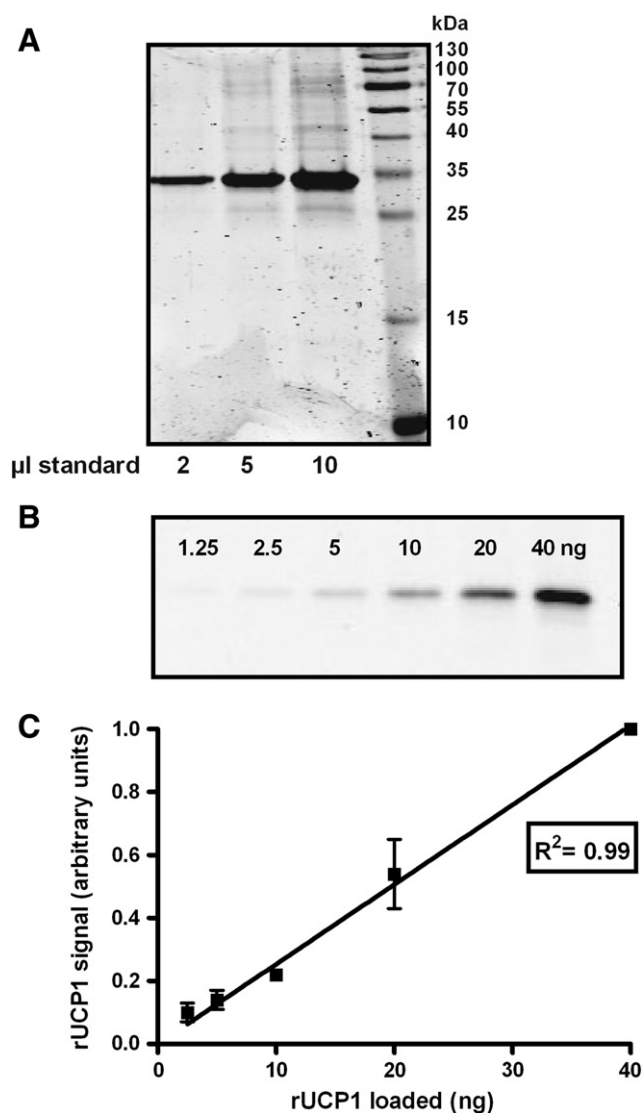 A
kDa
130
100
70
55
40
35
25
15
10
µl standard 2 5 10
B
1.25 2.5 5 10 20 40 ng
C
rUCP1 signal (arbitrary units)
1.0
0.8
0.6
0.4
0.2
0.0
R²= 0.99
0 10 20 30 40
rUCP1 loaded (ng)